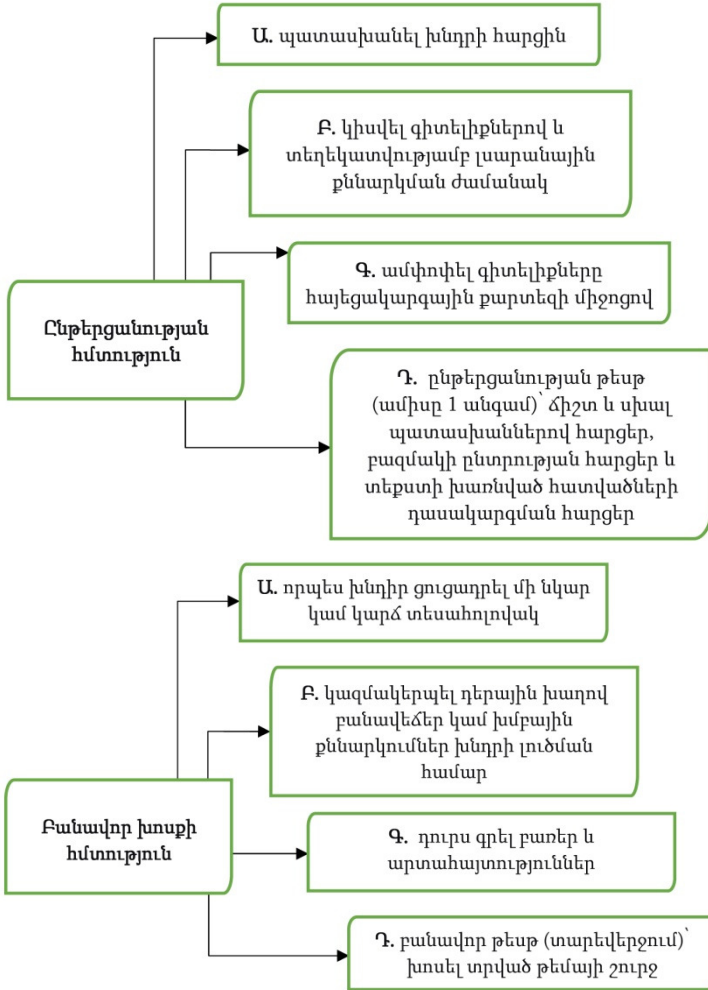 Ա. պատասխանել խնդրի հարցին
Բ. կիսվել գիտելիքներով և
տեղեկատվությամբ լսարանային
քննարկման ժամանակ
Գ. ամփոփել գիտելիքները
հայեցակարգային քարտեզի միջոցով
Ընթերցանության
հմտություն
Դ. ընթերցանության թեսթ
(ամիսը 1 անգամ)՝ ճիշտ և սխալ
պատասխաններով հարցեր,
բազմակի ընտրության հարցեր և
տեքստի խառնված հատվածների
դասակարգման հարցեր
Ա. որպես խնդիր ցուցադրել մի նկար
կամ կարճ տեսահոլովակ
Բ. կազմակերպել դերային խաղով
բանավեճեր կամ խմբային
քննարկումներ խնդրի լուծման
համար
Բանավոր խոսքի
հմտություն
Գ. դուրս գրել բառեր և
արտահայտություններ
Դ. բանավոր թեսթ (տարեվերջում)՝
խոսել տրված թեմայի շուրջ